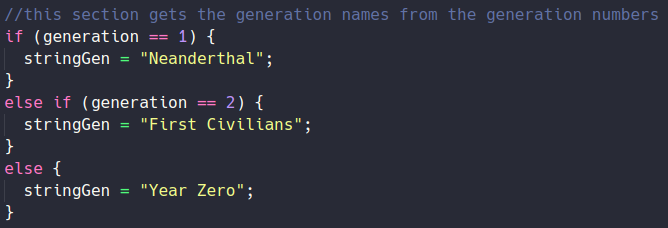 //this section gets the generation names from the generation numbers
if (generation == 1) {
  stringGen = "Neanderthal";
}
else if (generation == 2) {
  stringGen = "First Civilians";
}
else {
  stringGen = "Year Zero";
}